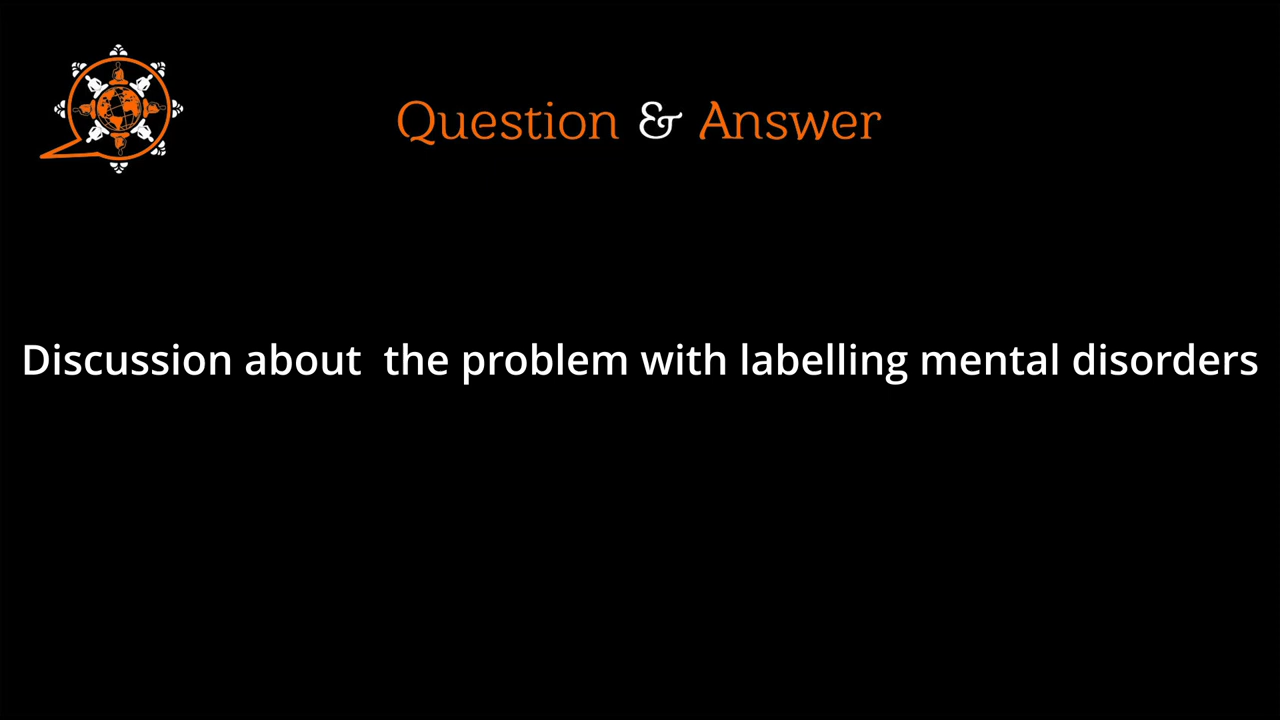 Question & Answer
Discussion about  the problem with labelling mental disorders